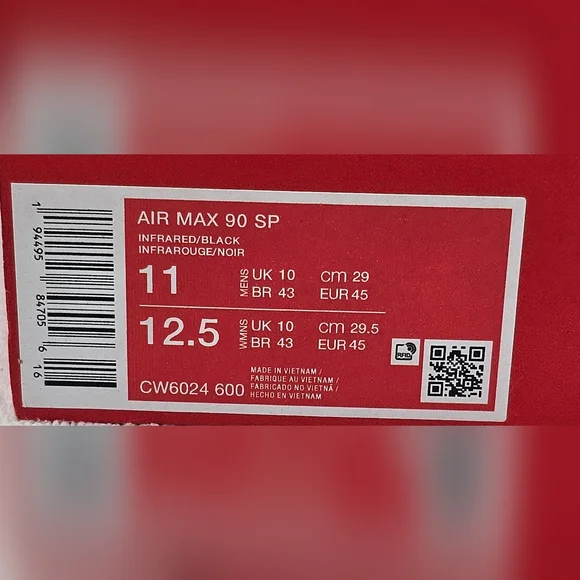 AIR MAX 90 SP
INFRARED/BLACK
INFRAROUGE/NOIR
11 MENS UK 10 cm 29
BR 43 EUR 45
12.5 WMNS UK 10 cm 29.5
BR 43 EUR 45
CW6024 600
MADE IN VIETNAM /
FABRIQUE AU VIETNAM /
FABRICADO NO VIETNÃ /
HECHO EN VIETNAM
RFID
1 94495 84705 6 16